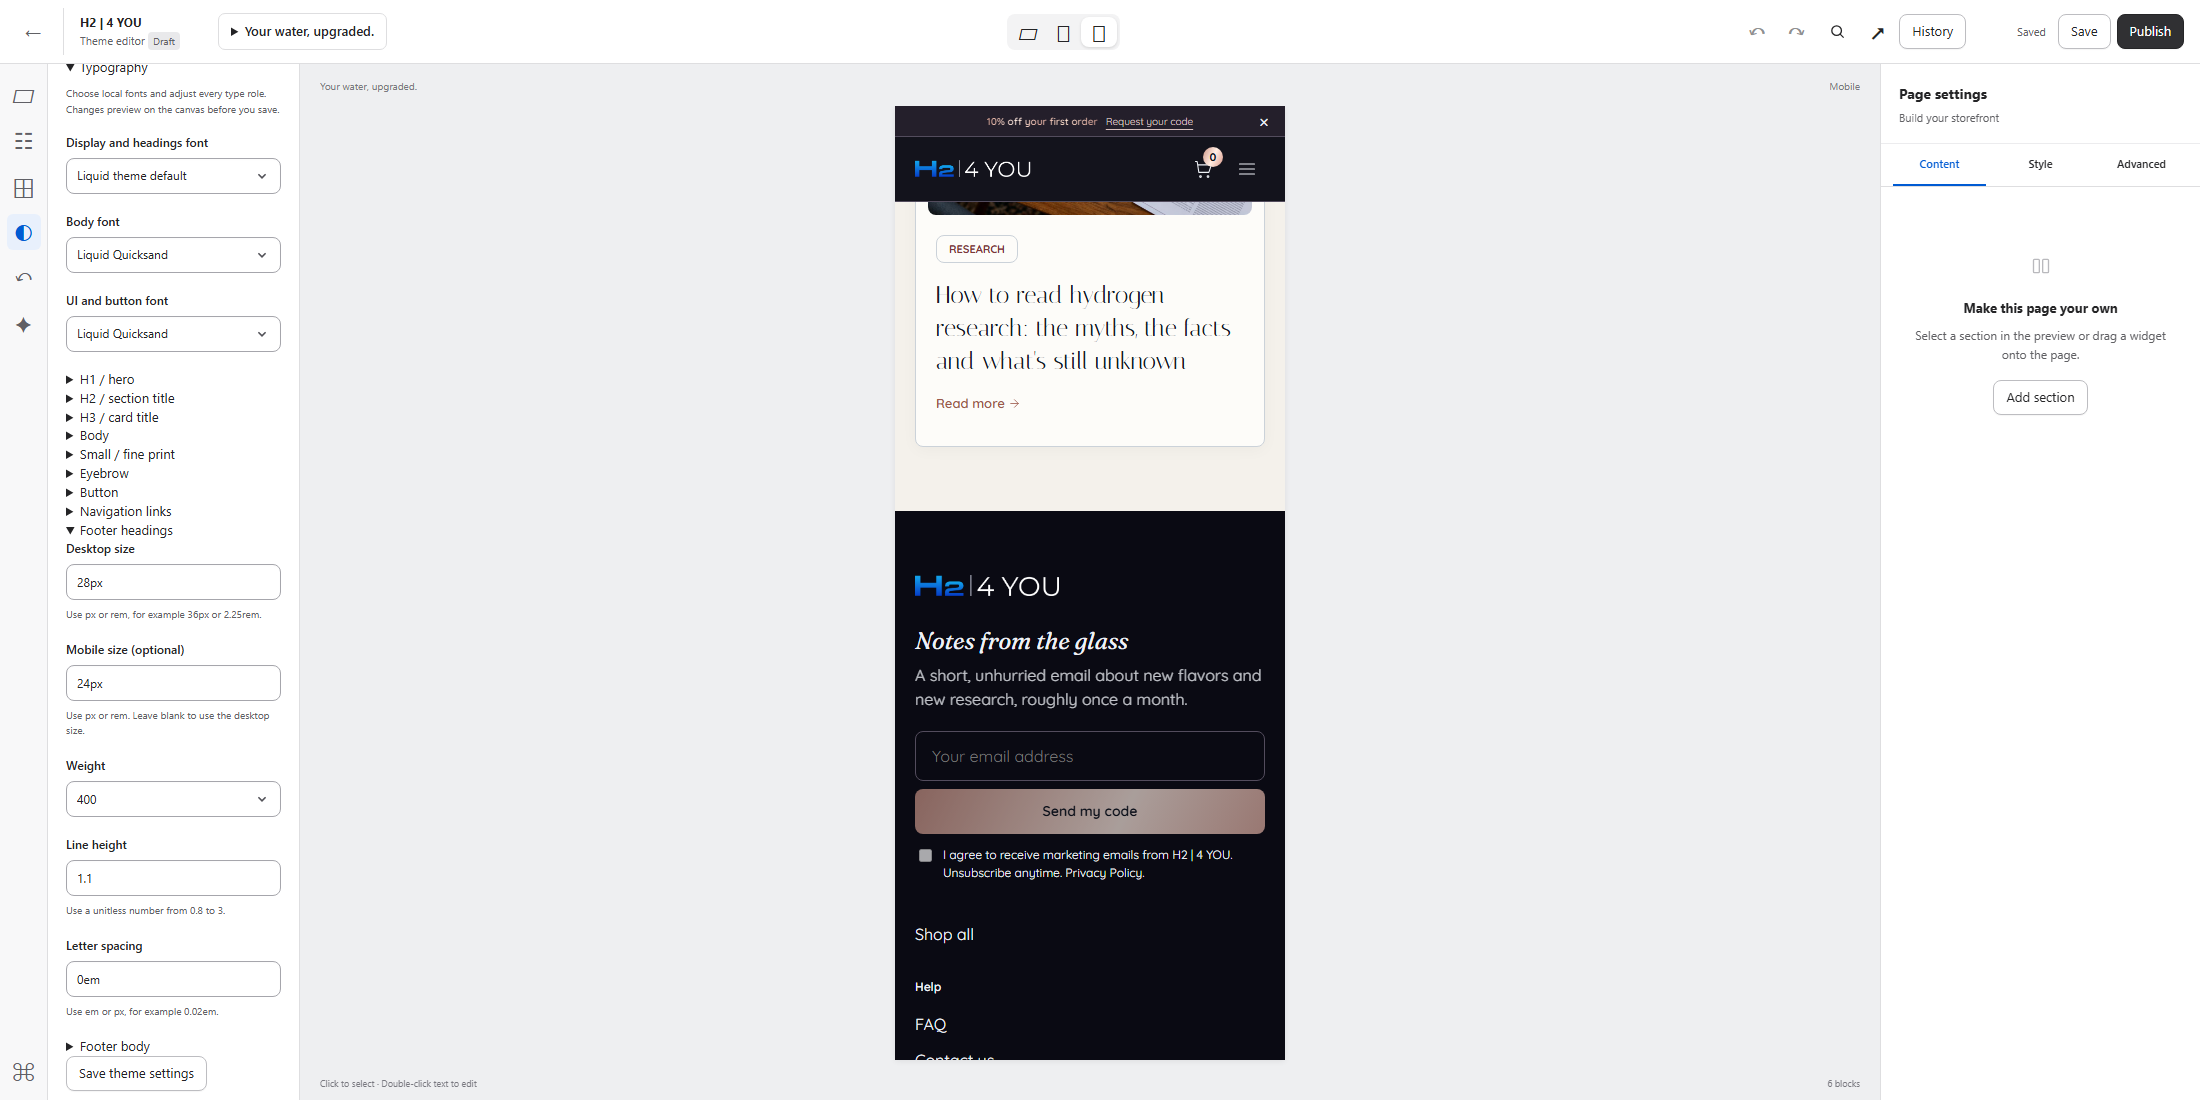 H2 | 4 YOU
Theme editor Draft
Your water, upgraded.
History
Saved
Save
Publish
Typography
Choose local fonts and adjust every type role.
Changes preview on the canvas before you save.
Display and headings font
Liquid theme default
Body font
Liquid Quicksand
UI and button font
Liquid Quicksand
H1 / hero
H2 / section title
H3 / card title
Body
Small / fine print
Eyebrow
Button
Navigation links
Footer headings
Desktop size
28px
Use px or rem, for example 36px or 2.25rem.
Mobile size (optional)
24px
Use px or rem. Leave blank to use the desktop
size.
Weight
400
Line height
1.1
Use a unitless number from 0.8 to 3.
Letter spacing
0em
Use em or px, for example 0.02em.
Footer body
Save theme settings
Your water, upgraded.
Mobile
10% off your first order Request your code
H2 | 4 YOU
0
RESEARCH
How to read hydrogen
research: the myths, the facts
and what's still unknown
Read more →
H2 | 4 YOU
Notes from the glass
A short, unhurried email about new flavors and
new research, roughly once a month.
Your email address
Send my code
I agree to receive marketing emails from H2 | 4 YOU.
Unsubscribe anytime. Privacy Policy.
Shop all
Help
FAQ
Contact us
Click to select · Double-click text to edit
6 blocks
Page settings
Build your storefront
Content
Style
Advanced
Make this page your own
Select a section in the preview or drag a widget
onto the page.
Add section